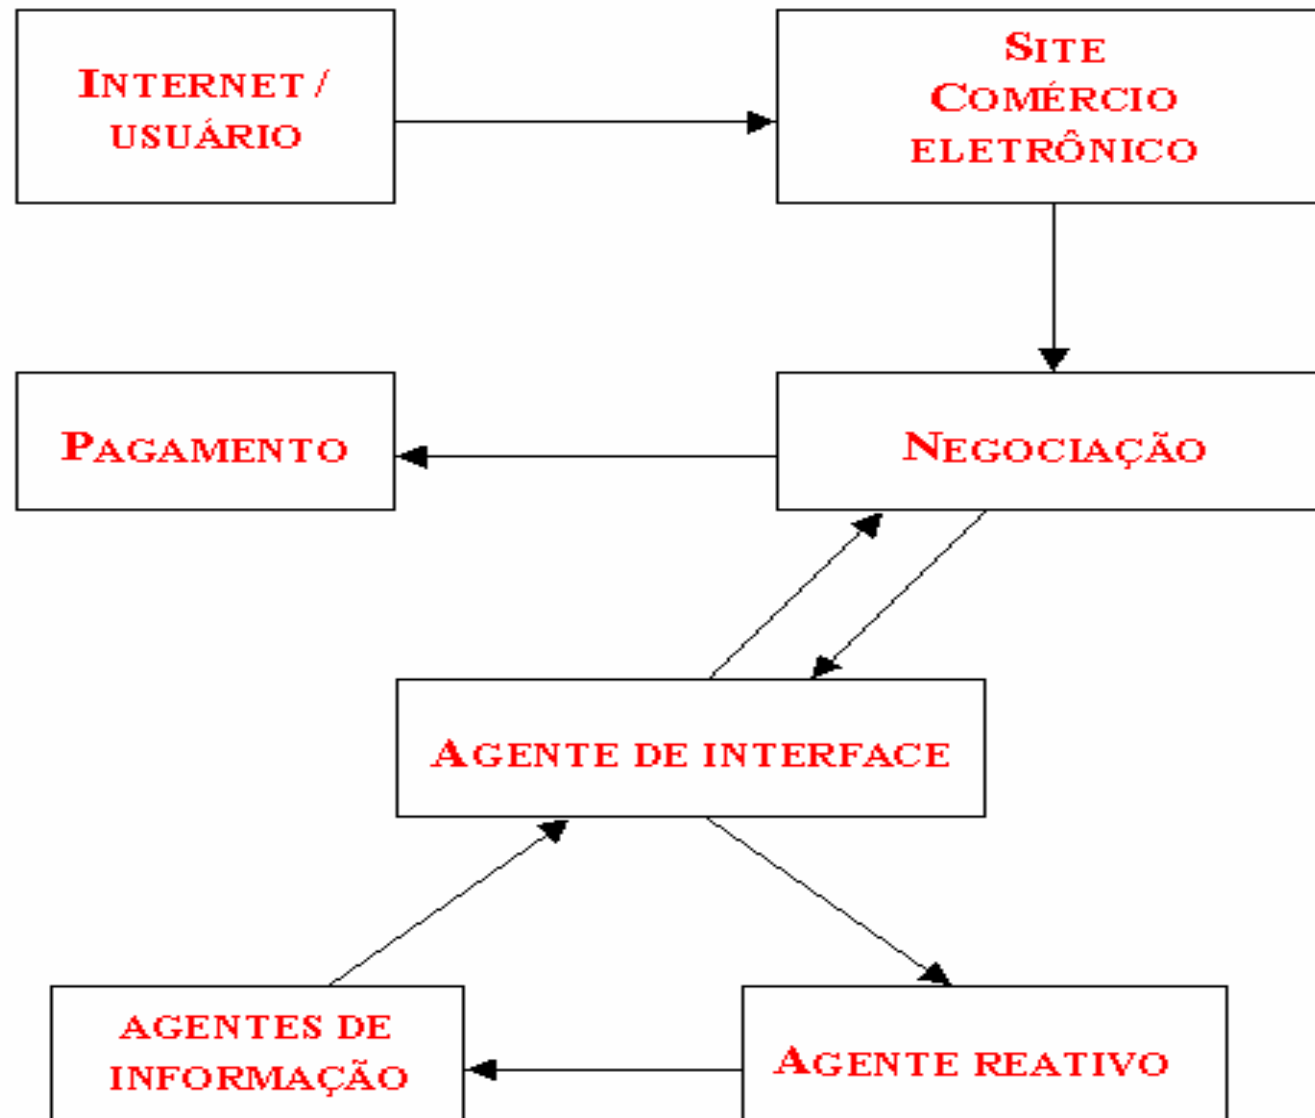 INTERNET /
USUÁRIO
SITE
COMÉRCIO
ELETRÔNICO
PAGAMENTO
NEGOCIAÇÃO
AGENTE DE INTERFACE
AGENTES DE
INFORMAÇÃO
AGENTE REATIVO